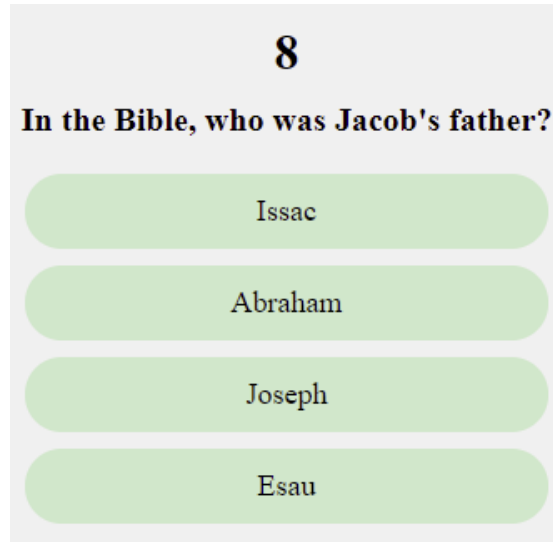 8
In the Bible, who was Jacob's father?
Issac
Abraham
Joseph
Esau